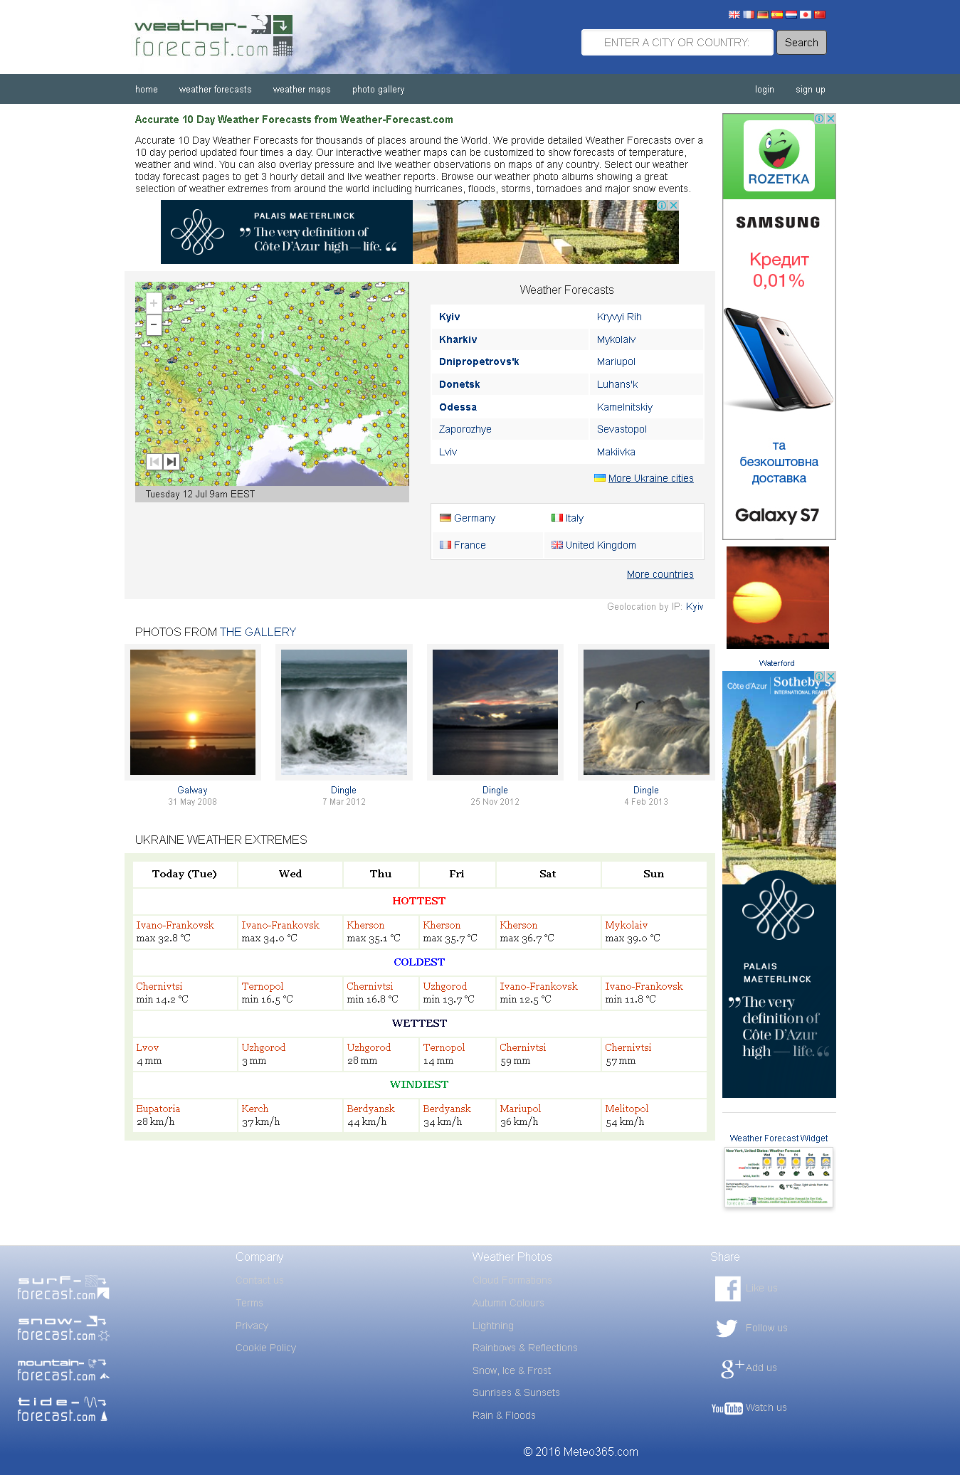 weather-
forecast.com
ENTER A CITY OR COUNTRY:
Search
home
weather forecasts
weather maps
photo gallery
login
sign up
Accurate 10 Day Weather Forecasts from Weather-Forecast.com
Accurate 10 Day Weather Forecasts for thousands of places around the World. We provide detailed Weather Forecasts over a
10 day period updated four times a day. Our interactive weather maps can be customized to show forecasts of temperature,
weather and wind. You can also overlay pressure and live weather observations on maps of any country. Select our weather
today forecast pages to get 3 hourly detail and live weather reports. Browse our weather photo albums showing a great
selection of weather extremes from around the world including hurricanes, floods, storms, tornadoes and major snow events.
PALAIS MAETERLINCK
”The very definition of
Côte D’Azur high — life. “
Tuesday 12 Jul 9am EEST
Weather Forecasts
Kyiv
Kryvyi Rih
Kharkiv
Mykolaiv
Dnipropetrovs'k
Mariupol
Donetsk
Luhans'k
Odessa
Kamelnitskiy
Zaporozhye
Sevastopol
Lviv
Makiivka
More Ukraine cities
Germany
Italy
France
United Kingdom
More countries
Geolocation by IP: Kyiv
ROZETKA
SAMSUNG
Кредит
0,01%
та
безкоштовна
доставка
Galaxy S7
Waterford
PHOTOS FROM THE GALLERY
Galway
31 May 2008
Dingle
7 Mar 2012
Dingle
25 Nov 2012
Dingle
4 Feb 2013
Côte d'Azur
Sotheby's
INTERNATIONAL
PALAIS
MAETERLINCK
”The very
definition of
Côte D’Azur
high — life. “
UKRAINE WEATHER EXTREMES
Today (Tue)
Wed
Thu
Fri
Sat
Sun
HOTTEST
Ivano-Frankovsk
max 32.8 °C
Ivano-Frankovsk
max 34.0 °C
Kherson
max 35.1 °C
Kherson
max 35.7 °C
Kherson
max 36.7 °C
Mykolaiv
max 39.0 °C
COLDEST
Chernivtsi
min 14.2 °C
Ternopol
min 16.5 °C
Chernivtsi
min 16.8 °C
Uzhgorod
min 13.7 °C
Ivano-Frankovsk
min 12.5 °C
Ivano-Frankovsk
min 11.8 °C
WETTEST
Lvov
4 mm
Uzhgorod
3 mm
Uzhgorod
28 mm
Ternopol
14 mm
Chernivtsi
59 mm
Chernivtsi
57 mm
WINDIEST
Eupatoria
28 km/h
Kerch
37 km/h
Berdyansk
44 km/h
Berdyansk
34 km/h
Mariupol
36 km/h
Melitopol
54 km/h
Weather Forecast Widget
surf-
forecast.com
snow-
forecast.com
mountain-
forecast.com
tide-
forecast.com
Company
Contact us
Terms
Privacy
Cookie Policy
Weather Photos
Cloud Formations
Autumn Colours
Lightning
Rainbows & Reflections
Snow, Ice & Frost
Sunrises & Sunsets
Rain & Floods
Share
Like us
Follow us
Add us
YouTube
Watch us
© 2016 Meteo365.com